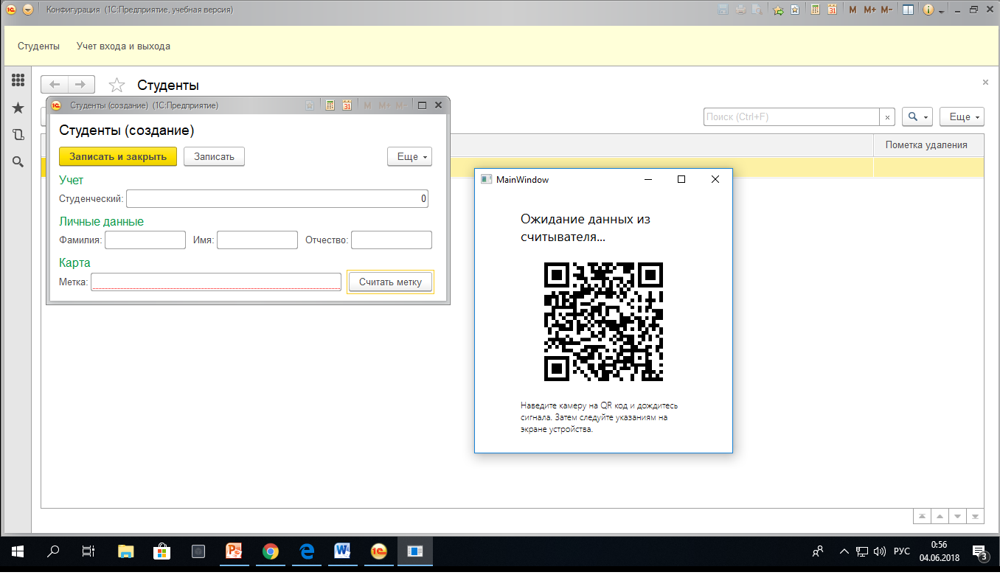 Конфигурация (1С:Предприятие, учебная версия)
M M+ M-
Студенты Учет входа и выхода
Студенты
Студенты (создание) (1С:Предприятие)
M M+ M-
Студенты (создание)
Записать и закрыть Записать Еще
Учет
Студенческий: 0
Личные данные
Фамилия: Имя: Отчество:
Карта
Метка: Считать метку
Поиск (Ctrl+F) × Еще
Пометка удаления
MainWindow
Ожидание данных из
считывателя...
Наведите камеру на QR код и дождитесь
сигнала. Затем следуйте указаниям на
экране устройства.
РУС
0:56
04.06.2018
3